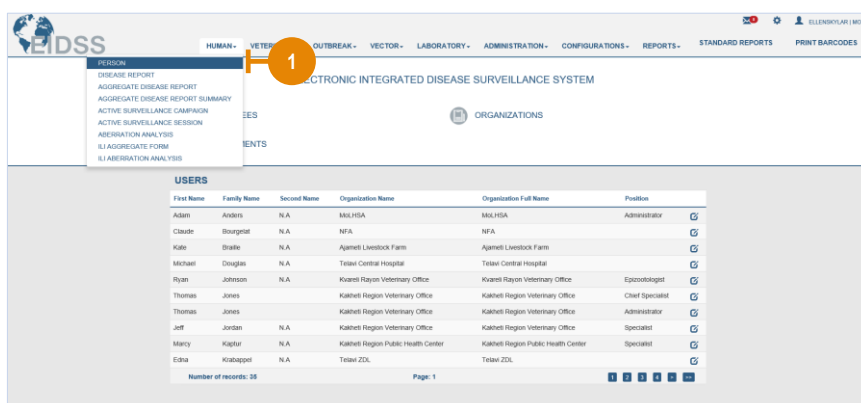 EIDSS
ELLENSKYLAR | MO
HUMAN VETER OUTBREAK VECTOR LABORATORY ADMINISTRATION CONFIGURATIONS REPORTS STANDARD REPORTS PRINT BARCODES
1
PERSON
DISEASE REPORT
AGGREGATE DISEASE REPORT
AGGREGATE DISEASE REPORT SUMMARY
ACTIVE SURVEILLANCE CAMPAIGN
ACTIVE SURVEILLANCE SESSION
ABERRATION ANALYSIS
ILI AGGREGATE FORM
ILI ABERRATION ANALYSIS
ECTRONIC INTEGRATED DISEASE SURVEILLANCE SYSTEM
EES ORGANIZATIONS
MENTS
USERS
First Name Family Name Second Name Organization Name Organization Full Name Position
Adam Anders N.A MoLHSA MoLHSA Administrator
Claude Bourgelat N.A NFA NFA
Kate Braille N.A Ajameti Livestock Farm Ajameti Livestock Farm
Michael Douglas N.A Telavi Central Hospital Telavi Central Hospital
Ryan Johnson N.A Kvareli Rayon Veterinary Office Kvareli Rayon Veterinary Office Epizootologist
Thomas Jones Kakheti Region Veterinary Office Kakheti Region Veterinary Office Chief Specialist
Thomas Jones Kakheti Region Veterinary Office Kakheti Region Veterinary Office Administrator
Jeff Jordan N.A Kakheti Region Veterinary Office Kakheti Region Veterinary Office Specialist
Marcy Kaptur N.A Kakheti Region Public Health Center Kakheti Region Public Health Center Specialist
Edna Krabappel N.A Telavi ZDL Telavi ZDL
Number of records: 38 Page: 1 1 2 3 4 > >>